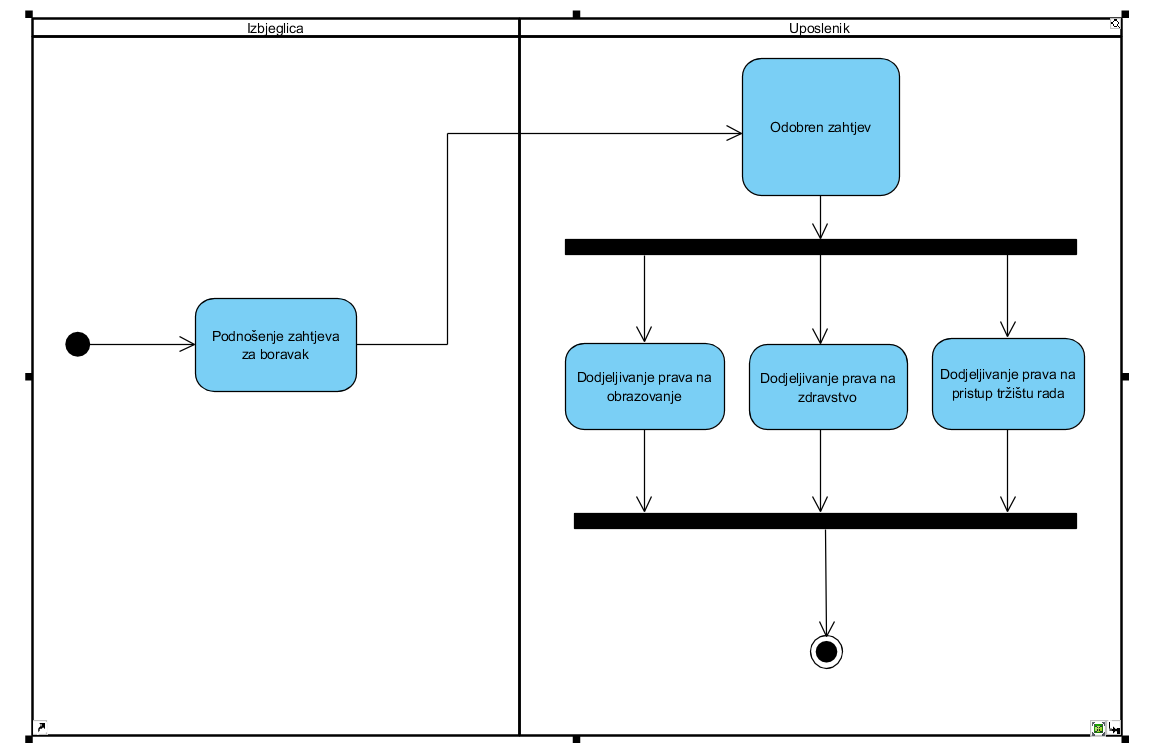 Izbjeglica
Uposlenik
Odobren zahtjev
Podnošenje zahtjeva
za boravak
Dodjeljivanje prava na
obrazovanje
Dodjeljivanje prava na
zdravstvo
Dodjeljivanje prava na
pristup tržištu rada